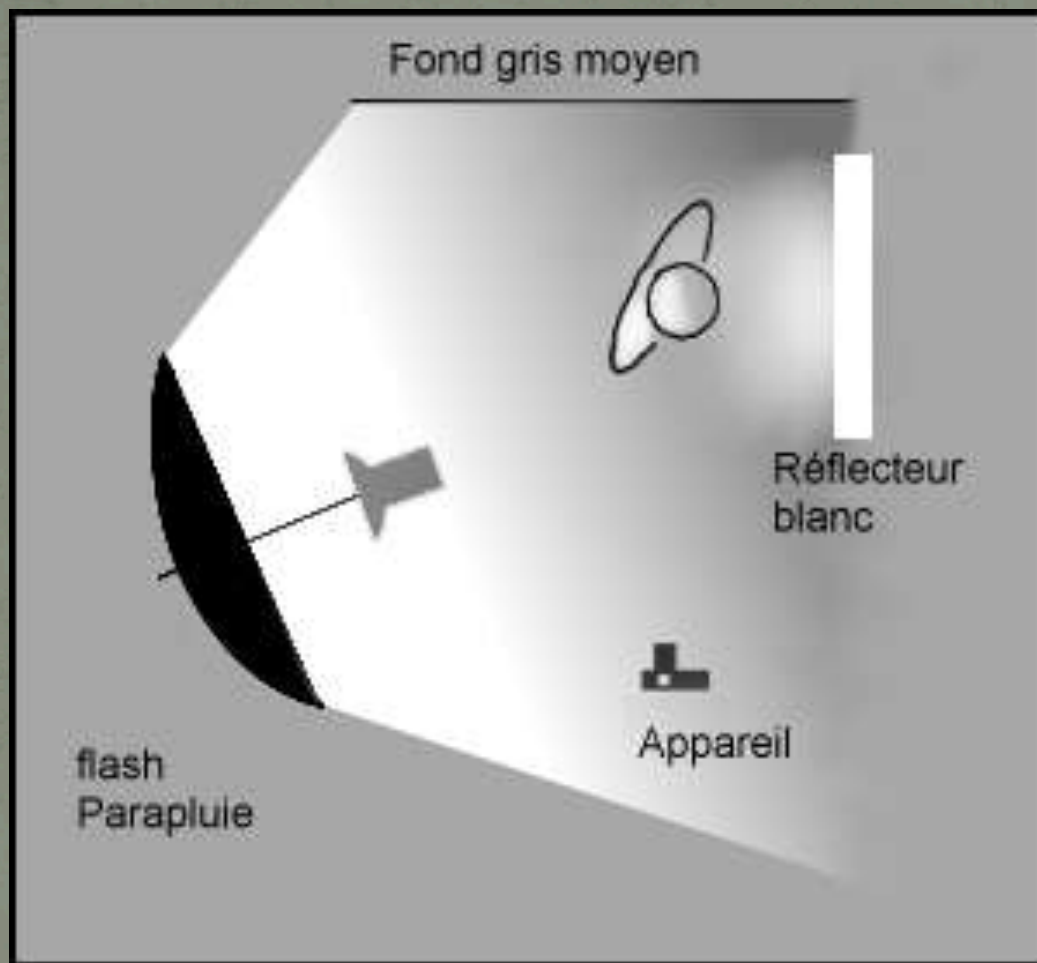 Fond gris moyen
Réflecteur
blanc
Appareil
flash
Parapluie